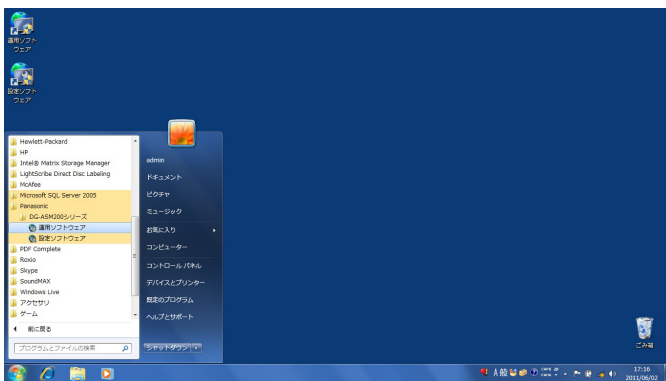 運用ソフト
ウェア
設定ソフト
ウェア
Hewlett-Packard
HP
Intel® Matrix Storage Manager
LightScribe Direct Disc Labeling
McAfee
Microsoft SQL Server 2005
Panasonic
DG-ASM200シリーズ
運用ソフトウェア
設定ソフトウェア
PDF Complete
Roxio
Skype
SoundMAX
Windows Live
アクセサリ
ゲーム
前に戻る
プログラムとファイルの検索
admin
ドキュメント
ピクチャ
ミュージック
お気に入り
コンピューター
コントロール パネル
デバイスとプリンター
既定のプログラム
ヘルプとサポート
シャットダウン
ごみ箱
A 般
17:16
2011/06/02